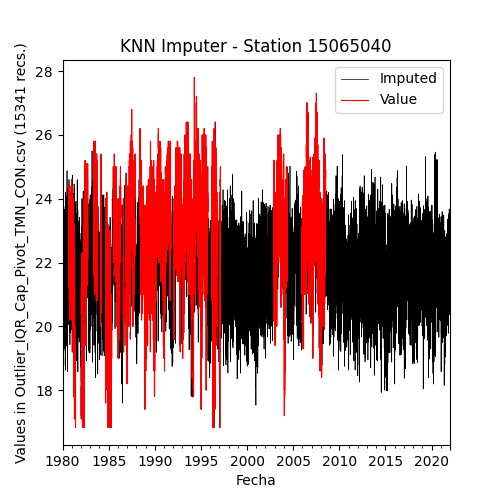 KNN Imputer - Station 15065040
Imputed
Value
Values in Outlier_IQR_Cap_Pivot_TMN_CON.csv (15341 recs.)
28
26
24
22
20
18
1980 1985 1990 1995 2000 2005 2010 2015 2020
Fecha